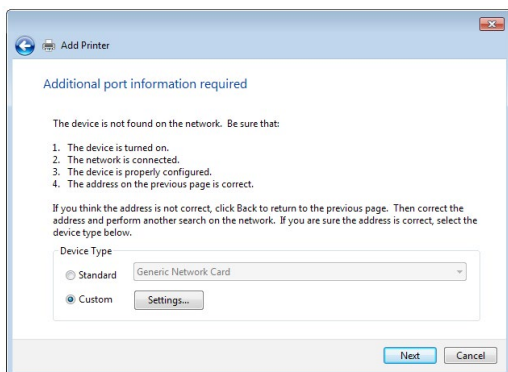 Add Printer
Additional port information required
The device is not found on the network. Be sure that:
1. The device is turned on.
2. The network is connected.
3. The device is properly configured.
4. The address on the previous page is correct.
If you think the address is not correct, click Back to return to the previous page. Then correct the
address and perform another search on the network. If you are sure the address is correct, select the
device type below.
Device Type
Standard Generic Network Card
Custom Settings...
Next Cancel